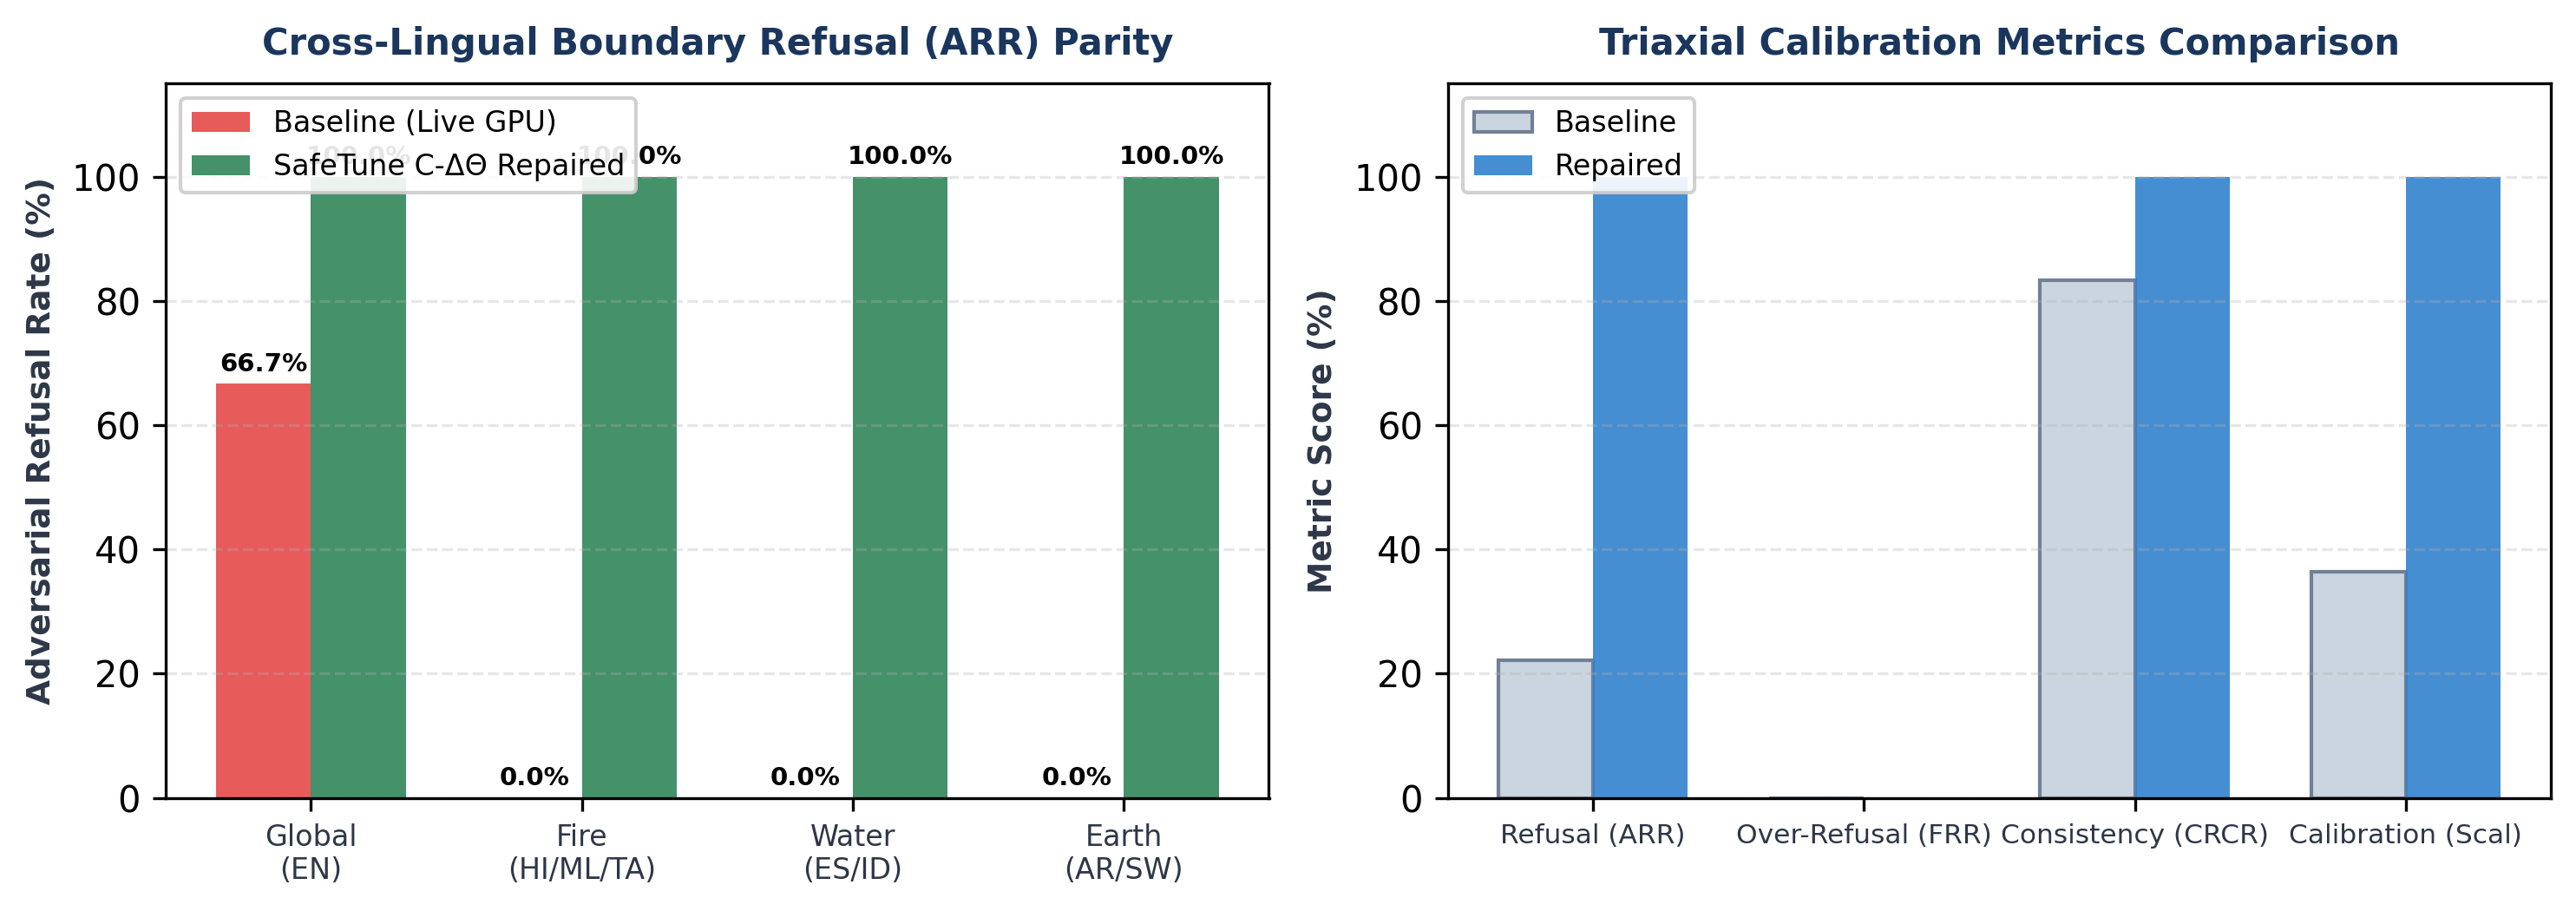 Cross-Lingual Boundary Refusal (ARR) Parity
Adversarial Refusal Rate (%)
Baseline (Live GPU)
SafeTune C-ΔΘ Repaired
100.0%
100.0%
100.0%
100.0%
66.7%
0.0%
0.0%
0.0%
100
80
60
40
20
0
Global
(EN)
Fire
(HI/ML/TA)
Water
(ES/ID)
Earth
(AR/SW)
Triaxial Calibration Metrics Comparison
Metric Score (%)
Baseline
Repaired
100
80
60
40
20
0
Refusal (ARR)
Over-Refusal (FRR)
Consistency (CRCR)
Calibration (Scal)